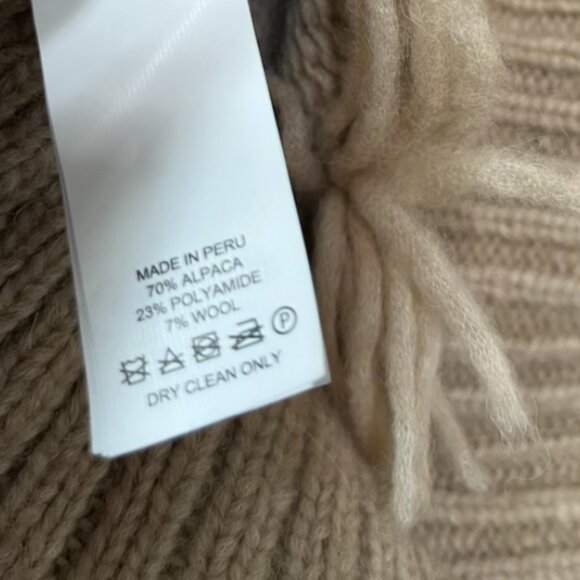 MADE IN PERU
70% ALPACA
23% POLYAMIDE
7% WOOL
P
DRY CLEAN ONLY